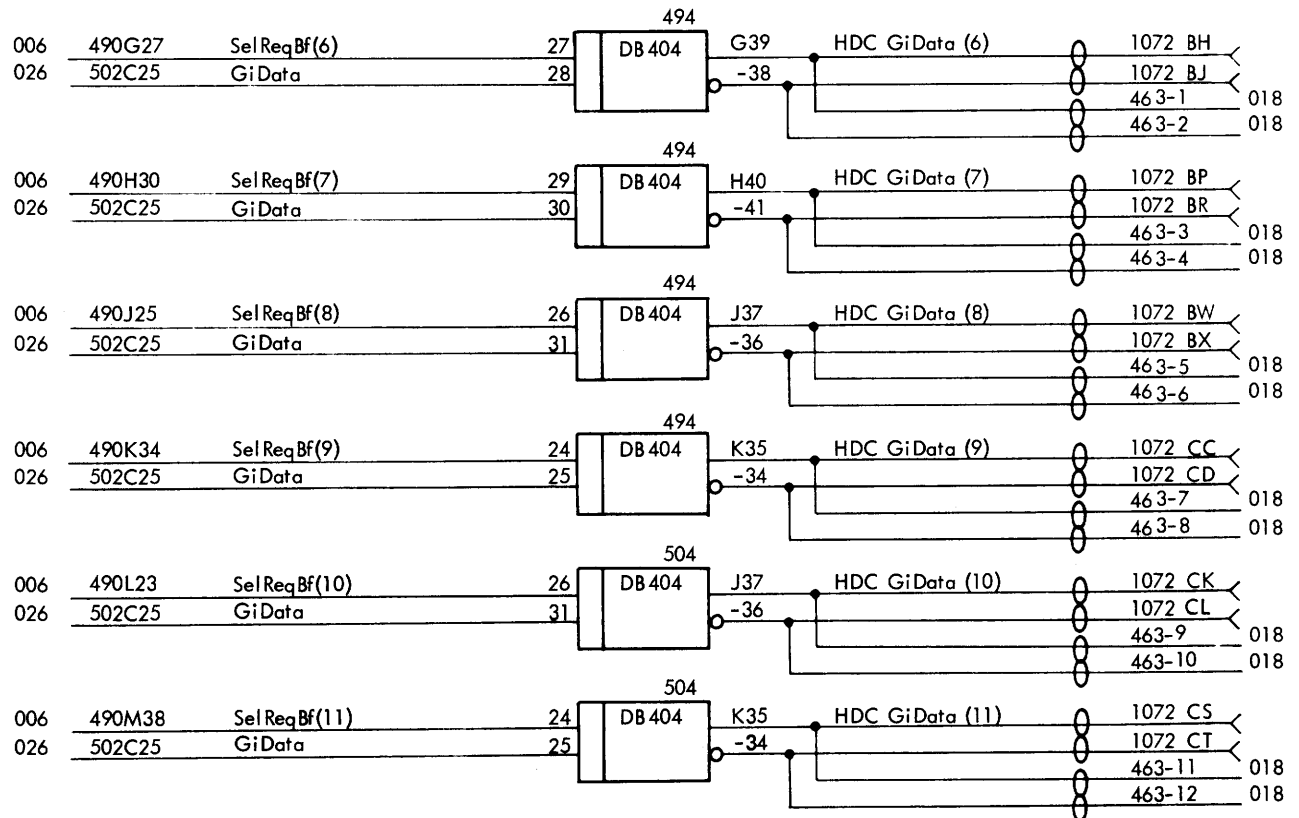 494
006 490G27 SelReqBf(6) 27 DB404 G39 HDC GiData (6) 1072 BH
026 502C25 GiData 28 -38 1072 BJ
463-1 018
463-2 018
494
006 490H30 SelReqBf(7) 29 DB404 H40 HDC GiData (7) 1072 BP
026 502C25 GiData 30 -41 1072 BR
463-3 018
463-4 018
494
006 490J25 SelReqBf(8) 26 DB404 J37 HDC GiData (8) 1072 BW
026 502C25 GiData 31 -36 1072 BX
463-5 018
463-6 018
494
006 490K34 SelReqBf(9) 24 DB404 K35 HDC GiData (9) 1072 CC
026 502C25 GiData 25 -34 1072 CD
463-7 018
463-8 018
504
006 490L23 SelReqBf(10) 26 DB404 J37 HDC GiData (10) 1072 CK
026 502C25 GiData 31 -36 1072 CL
463-9 018
463-10 018
504
006 490M38 SelReqBf(11) 24 DB404 K35 HDC GiData (11) 1072 CS
026 502C25 GiData 25 -34 1072 CT
463-11 018
463-12 018